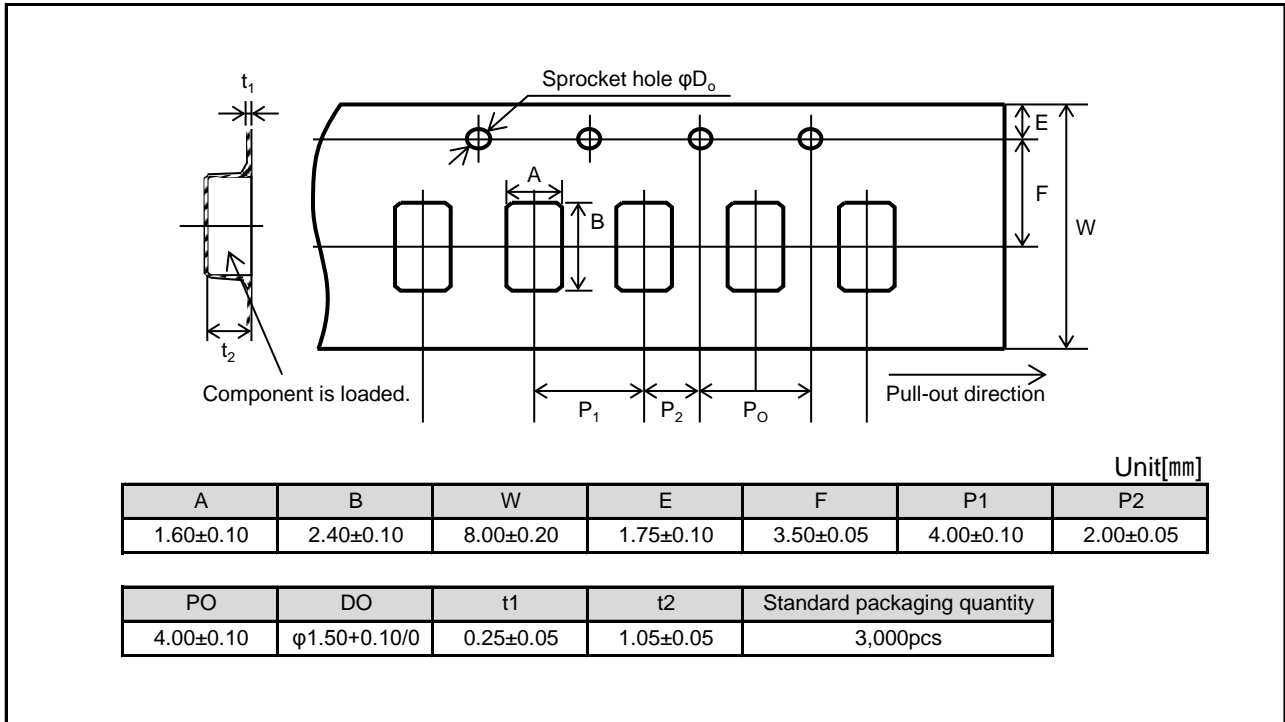 t1
Sprocket hole φDo
E
A
F
B
W
t2
Component is loaded.
P1
P2
PO
Pull-out direction
Unit[㎜]
A B W E F P1 P2
1.60±0.10 2.40±0.10 8.00±0.20 1.75±0.10 3.50±0.05 4.00±0.10 2.00±0.05
PO DO t1 t2 Standard packaging quantity
4.00±0.10 φ1.50+0.10/0 0.25±0.05 1.05±0.05 3,000pcs